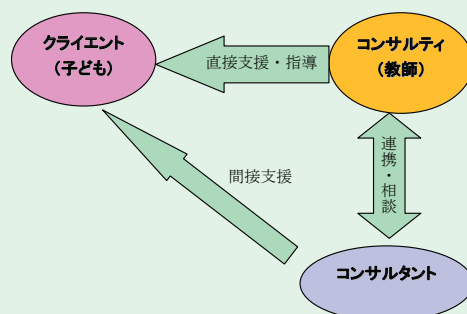 クライエント
(子ども)
コンサルティ
(教師)
直接支援・指導
連携・相談
間接支援
コンサルタント